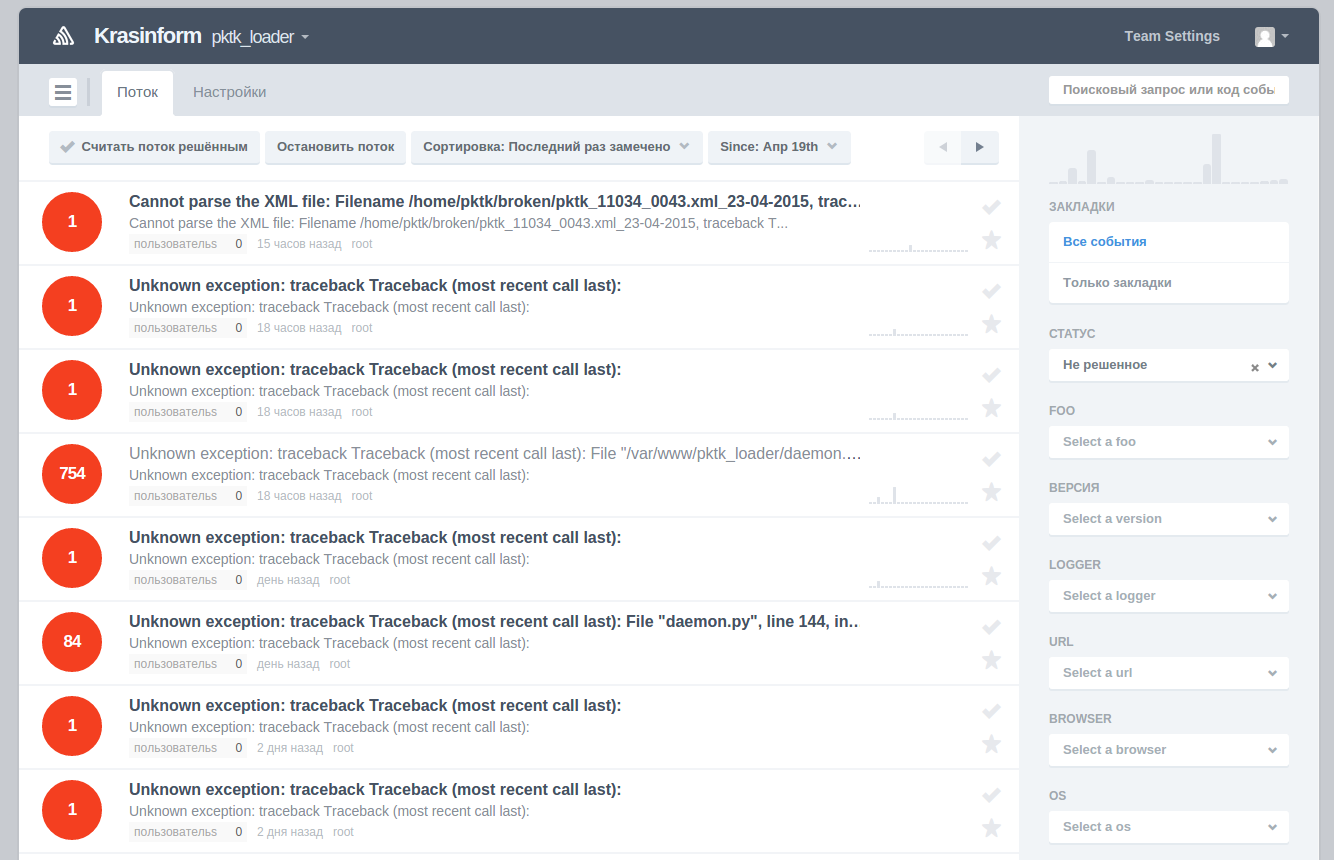 Krasinform pktk_loader
Team Settings
Поток
Настройки
Поисковый запрос или код собы
Считать поток решённым
Остановить поток
Сортировка: Последний раз замечено
Since: Апр 19th
1
Cannot parse the XML file: Filename /home/pktk/broken/pktk_11034_0043.xml_23-04-2015, trac...
Cannot parse the XML file: Filename /home/pktk/broken/pktk_11034_0043.xml_23-04-2015, traceback T...
пользовательs 0 15 часов назад root
1
Unknown exception: traceback Traceback (most recent call last):
Unknown exception: traceback Traceback (most recent call last):
пользовательs 0 18 часов назад root
1
Unknown exception: traceback Traceback (most recent call last):
Unknown exception: traceback Traceback (most recent call last):
пользовательs 0 18 часов назад root
754
Unknown exception: traceback Traceback (most recent call last): File "/var/www/pktk_loader/daemon....
Unknown exception: traceback Traceback (most recent call last):
пользовательs 0 18 часов назад root
1
Unknown exception: traceback Traceback (most recent call last):
Unknown exception: traceback Traceback (most recent call last):
пользовательs 0 день назад root
84
Unknown exception: traceback Traceback (most recent call last): File "daemon.py", line 144, in..
Unknown exception: traceback Traceback (most recent call last):
пользовательs 0 день назад root
1
Unknown exception: traceback Traceback (most recent call last):
Unknown exception: traceback Traceback (most recent call last):
пользовательs 0 2 дня назад root
1
Unknown exception: traceback Traceback (most recent call last):
Unknown exception: traceback Traceback (most recent call last):
пользовательs 0 2 дня назад root
ЗАКЛАДКИ
Все события
Только закладки
СТАТУС
Не решенное
FOO
Select a foo
ВЕРСИЯ
Select a version
LOGGER
Select a logger
URL
Select a url
BROWSER
Select a browser
OS
Select a os